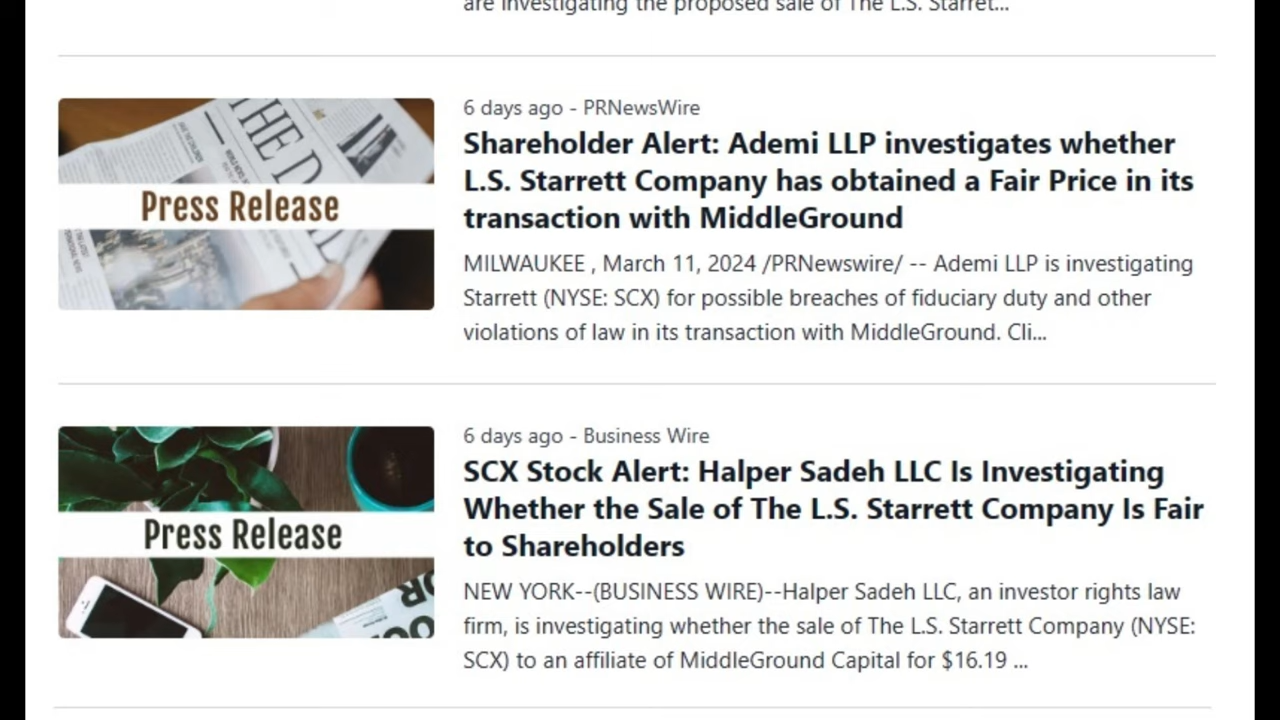 are investigating the proposed sale of The L.S. Starret...
6 days ago - PRNewsWire
Shareholder Alert: Ademi LLP investigates whether
L.S. Starrett Company has obtained a Fair Price in its
transaction with MiddleGround
MILWAUKEE , March 11, 2024 /PRNewswire/ -- Ademi LLP is investigating
Starrett (NYSE: SCX) for possible breaches of fiduciary duty and other
violations of law in its transaction with MiddleGround. Cli...
THE D
Press Release
6 days ago - Business Wire
SCX Stock Alert: Halper Sadeh LLC Is Investigating
Whether the Sale of The L.S. Starrett Company Is Fair
to Shareholders
NEW YORK--(BUSINESS WIRE)--Halper Sadeh LLC, an investor rights law
firm, is investigating whether the sale of The L.S. Starrett Company (NYSE:
SCX) to an affiliate of MiddleGround Capital for $16.19 ...
Press Release